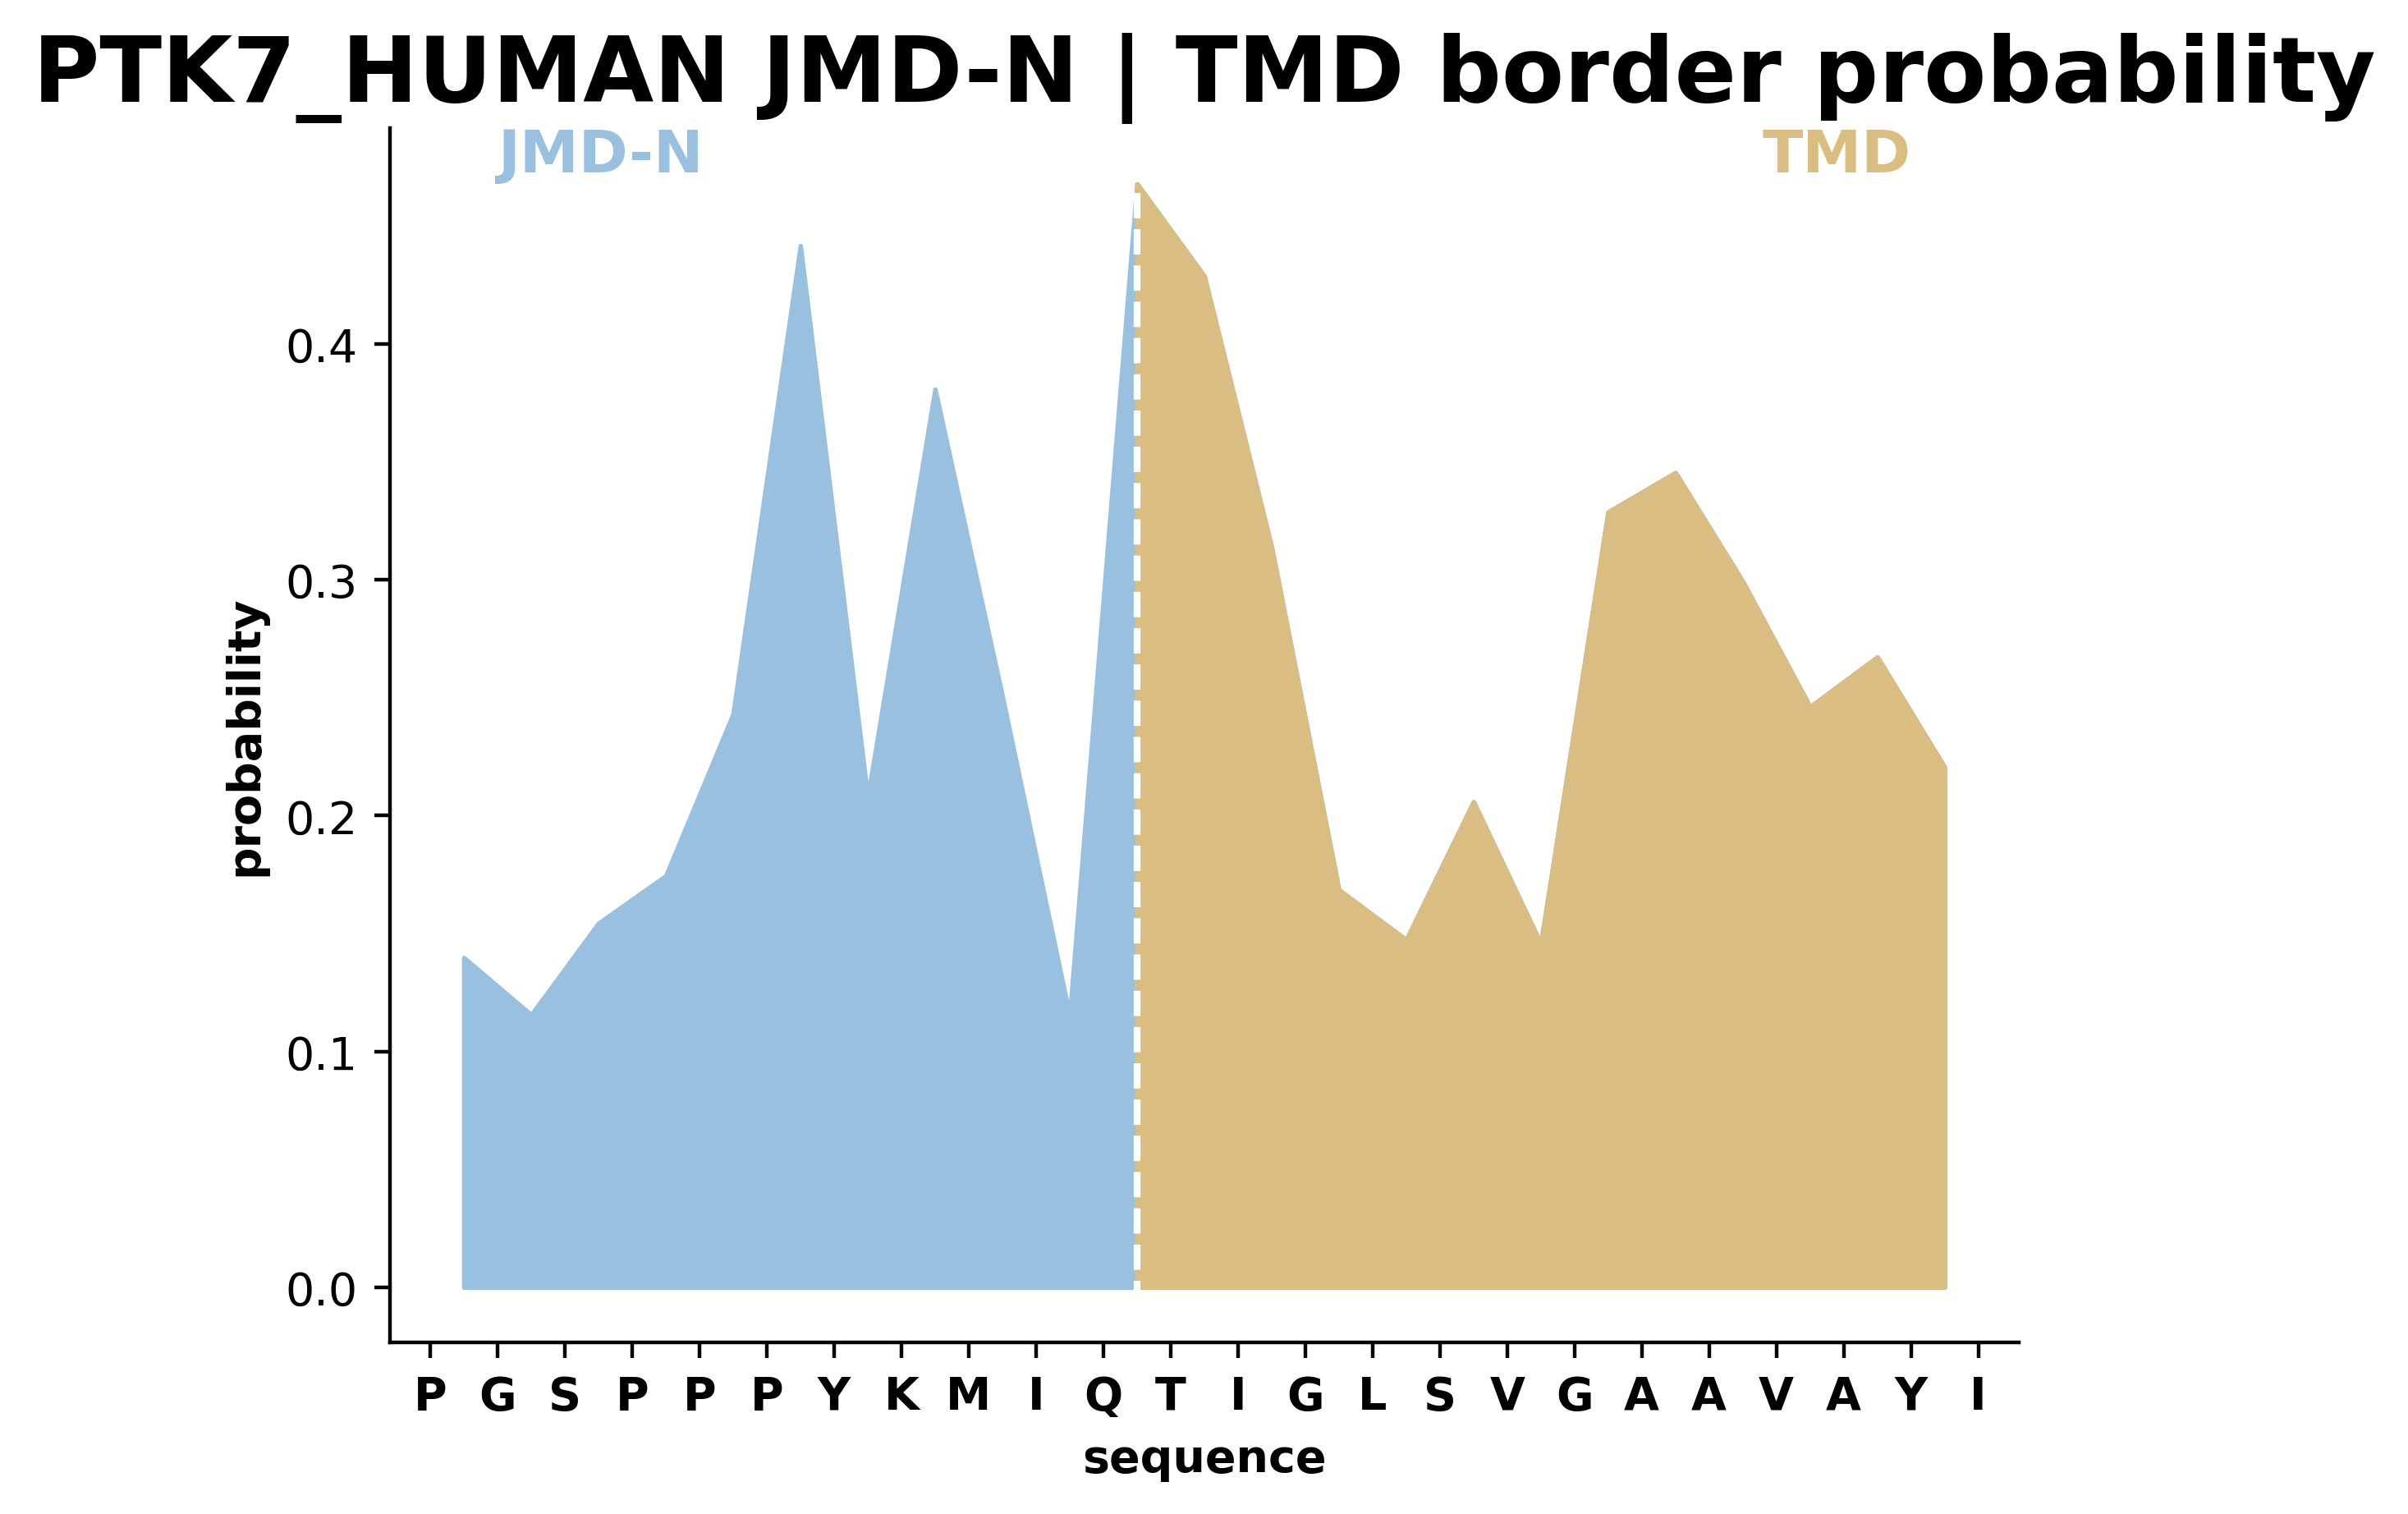 PTK7_HUMAN JMD-N | TMD border probability
JMD-N TMD
0.4
0.3
0.2
0.1
0.0
probability
P G S P P P Y K M I Q T I G L S V G A A V A Y I
sequence